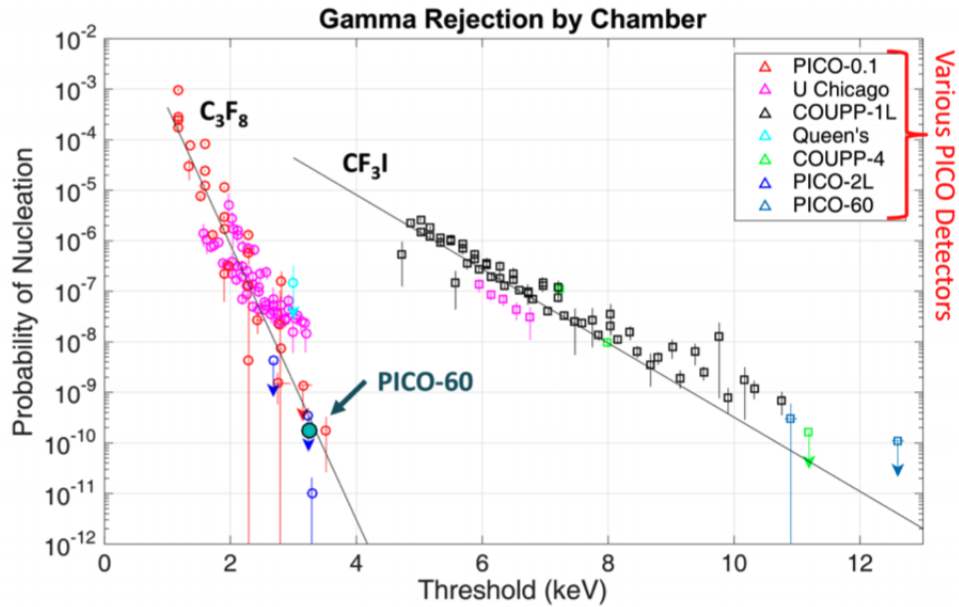 Gamma Rejection by Chamber
Probability of Nucleation
10⁻²
10⁻³
10⁻⁴
10⁻⁵
10⁻⁶
10⁻⁷
10⁻⁸
10⁻⁹
10⁻¹⁰
10⁻¹¹
10⁻¹²
C₃F₈
CF₃I
PICO-60
PICO-0.1
U Chicago
COUPP-1L
Queen's
COUPP-4
PICO-2L
PICO-60
Various PICO Detectors
0 2 4 6 8 10 12
Threshold (keV)